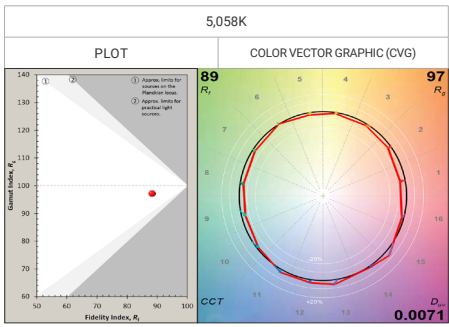 5,058K
PLOT
COLOR VECTOR GRAPHIC (CVG)
140
130
120
110
100
90
80
70
60
50
60
70
80
90
100
Gamut Index, Rg
Fidelity Index, Rf
1
2
1 Approx. limits for
sources on the
Planckian locus.
2 Approx. limits for
practical light
sources.
89
Rf
97
Rg
5
4
6
3
7
2
8
1
9
16
10
15
11
12
13
14
-20%
+20%
CCT
Duv
0.0071